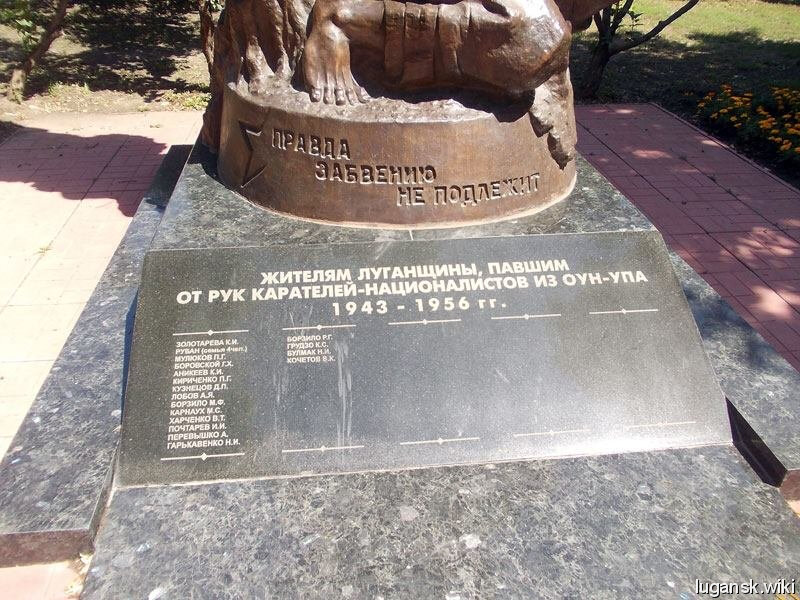 ПРАВДА
ЗАБВЕНИЮ
НЕ ПОДЛЕЖИТ
ЖИТЕЛЯМ ЛУГАНЩИНЫ, ПАВШИМ
ОТ РУК КАРАТЕЛЕЙ-НАЦИОНАЛИСТОВ ИЗ ОУН-УПА
1943 - 1956 гг.
ЗОЛОТАРЕВА К.И.
РУБАН (семья 4чел.)
МУЛЮКОВ П.Г.
БОРОВСКОЙ Г.Х.
АНИКЕЕВ К.И.
КИРИЧЕНКО П.Г.
КУЗНЕЦОВ Д.П.
ЛОБОВ А.Я.
БОРЗИЛО М.Ф.
КАРНАУХ М.С.
ХАРЧЕНКО В.Т.
ПОЧТАРЕВ И.И.
ПЕРЕВЫШКО А.
ГАРЬКАВЕНКО Н.И.
БОРЗИЛО Р.Г.
ГРУДЗО К.С.
БУЛМАК Н.И.
КОЧЕТОВ В.К.
lugansk.wiki